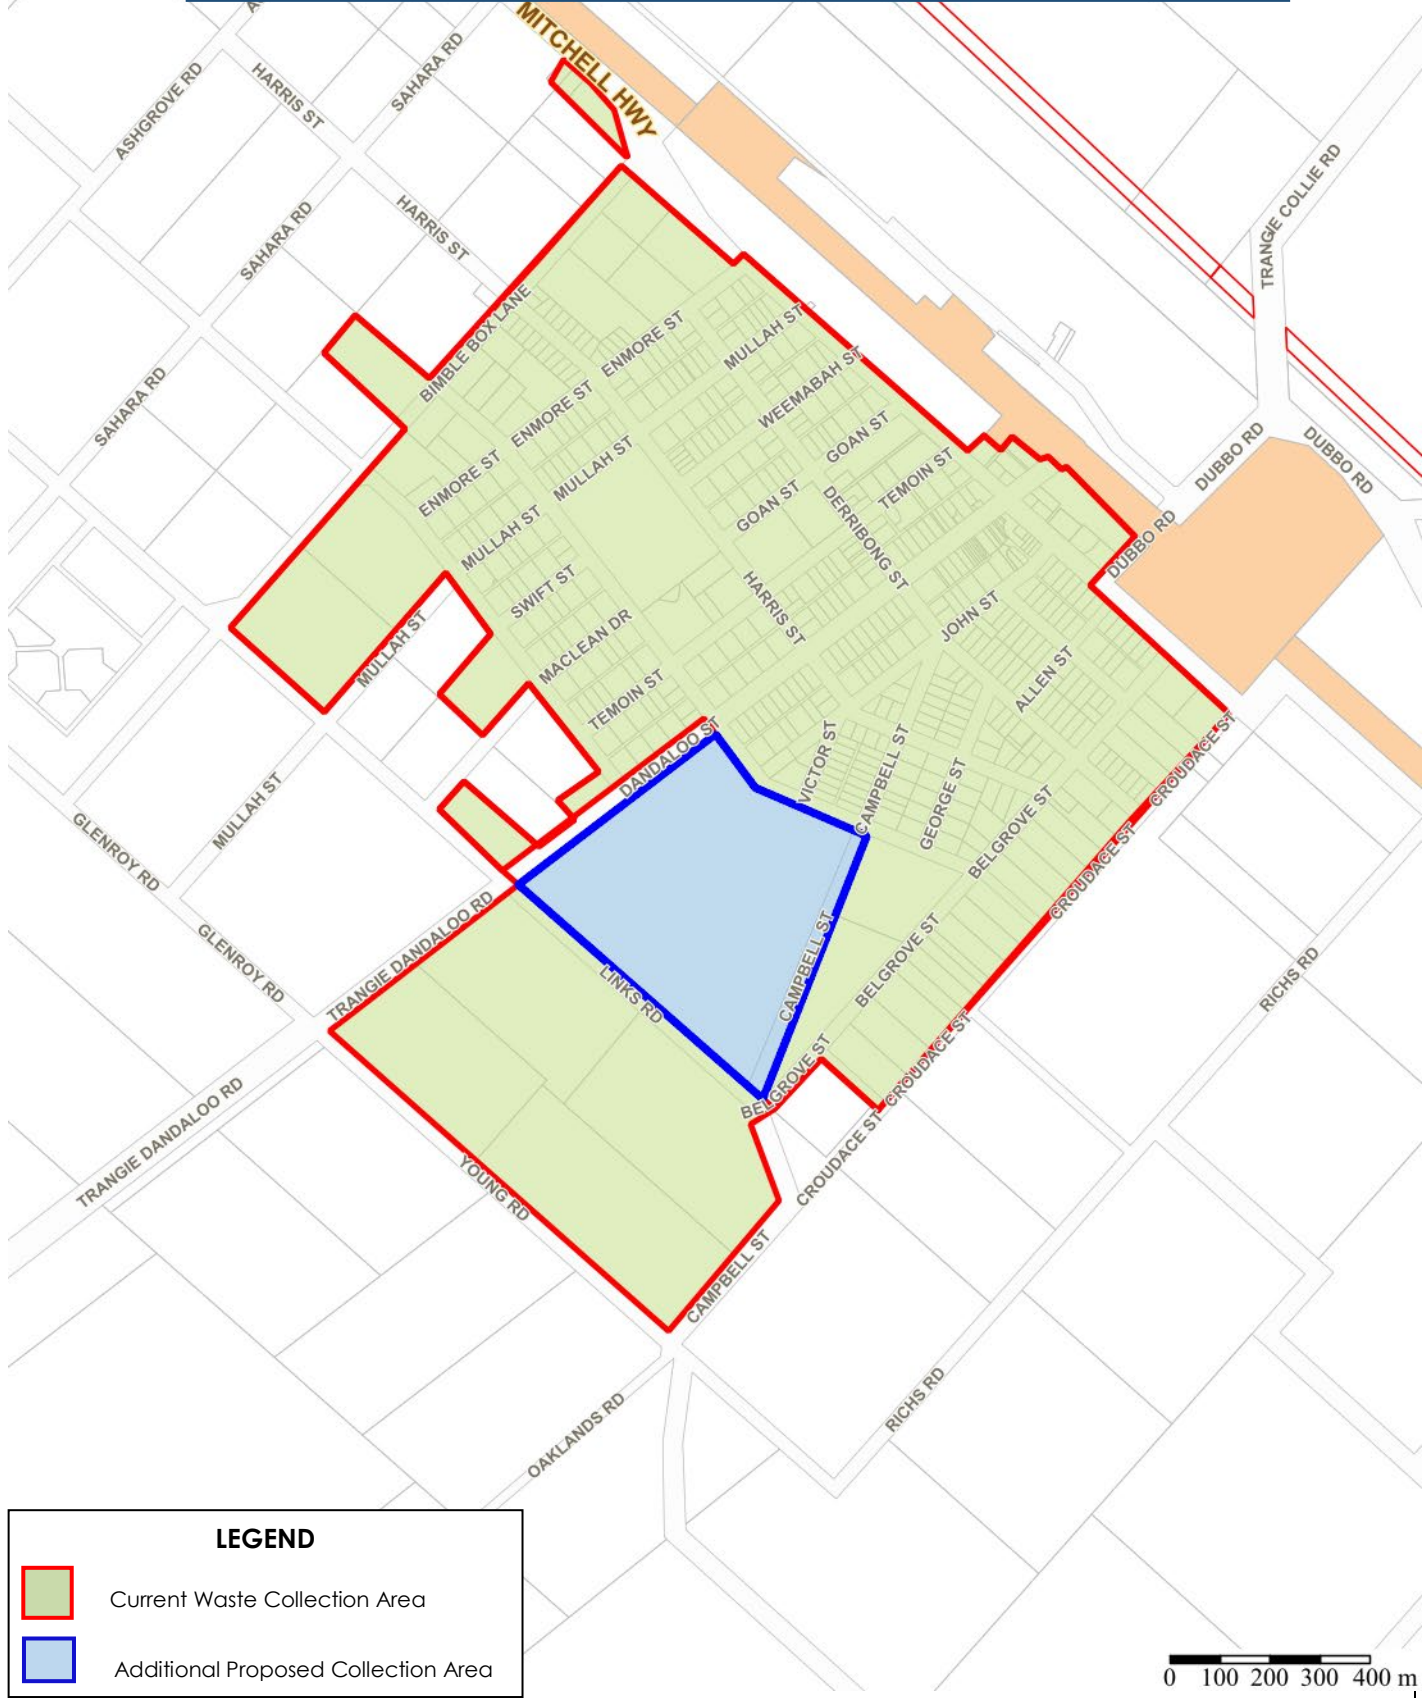 MITCHELL HWY
SAHARA RD
HARRIS ST
ASHGROVE RD
TRANGIE COLLIE RD
HARRIS ST
SAHARA RD
BIMBLE BOX LANE
ENMORE ST
MULLAH ST
WEEMABAH ST
SAHARA RD
ENMORE ST
GOAN ST
DUBBO RD
DUBBO RD
ENMORE ST
MULLAH ST
TEMOIN ST
GOAN ST
DERRIBONG ST
MULLAH ST
DUBBO RD
SWIFT ST
HARRIS ST
JOHN ST
MULLAH ST
MACLEAN DR
ALLEN ST
TEMOIN ST
DANDALOO ST
VICTOR ST
CAMPBELL ST
CROUDACE ST
GEORGE ST
MULLAH ST
BELGROVE ST
GLENROY RD
CROUDACE ST
TRANGIE DANDALOO RD
GLENROY RD
LINKS RD
CAMPBELL ST
BELGROVE ST
RICHS RD
BELGROVE ST
CROUDACE ST
TRANGIE DANDALOO RD
YOUNG RD
CROUDACE ST
CAMPBELL ST
RICHS RD
OAKLANDS RD
LEGEND
Current Waste Collection Area
Additional Proposed Collection Area
0 100 200 300 400 m